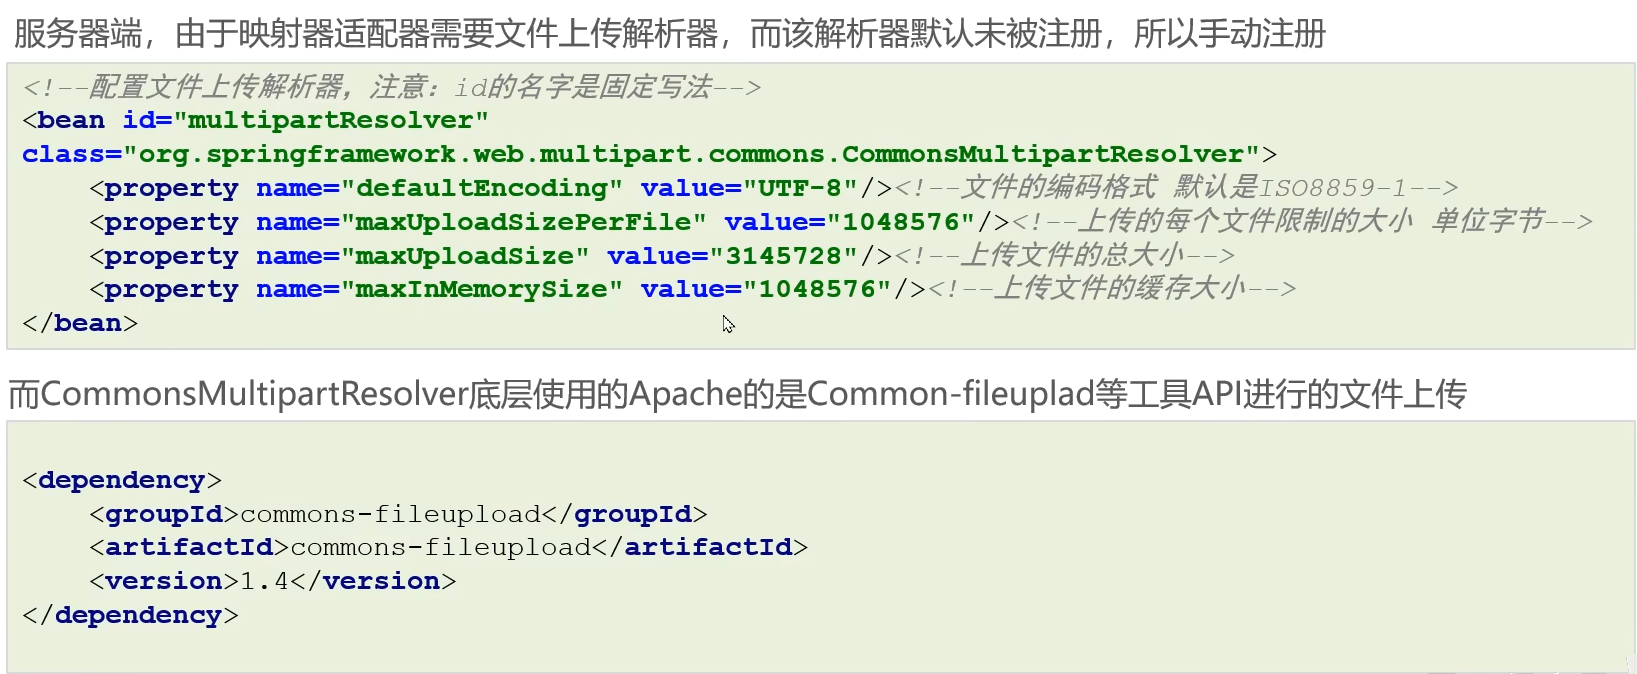 服务器端，由于映射器适配器需要文件上传解析器，而该解析器默认未被注册，所以手动注册
<!--配置文件上传解析器，注意：id的名字是固定写法-->
<bean id="multipartResolver"
class="org.springframework.web.multipart.commons.CommonsMultipartResolver">
    <property name="defaultEncoding" value="UTF-8"/><!--文件的编码格式 默认是ISO8859-1-->
    <property name="maxUploadSizePerFile" value="1048576"/><!--上传的每个文件限制的大小 单位字节-->
    <property name="maxUploadSize" value="3145728"/><!--上传文件的总大小-->
    <property name="maxInMemorySize" value="1048576"/><!--上传文件的缓存大小-->
</bean>
而CommonsMultipartResolver底层使用的Apache的是Common-fileuplad等工具API进行的文件上传
<dependency>
    <groupId>commons-fileupload</groupId>
    <artifactId>commons-fileupload</artifactId>
    <version>1.4</version>
</dependency>